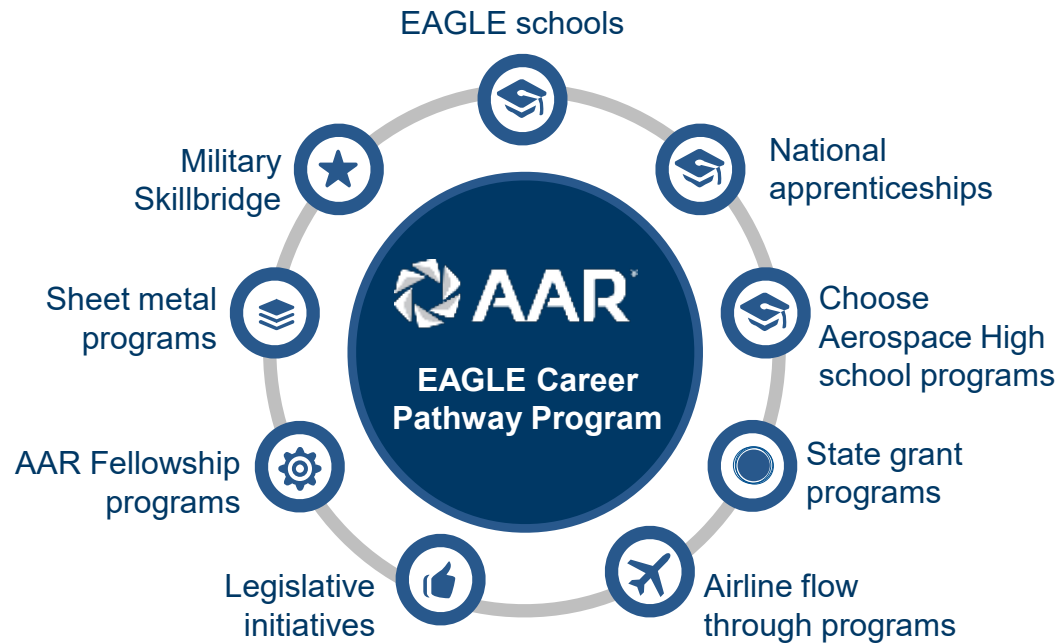 EAGLE schools
National
apprenticeships
Choose
Aerospace High
school programs
State grant
programs
Airline flow
through programs
Legislative
initiatives
AAR Fellowship
programs
Sheet metal
programs
Military
Skillbridge
AAR
EAGLE Career
Pathway Program